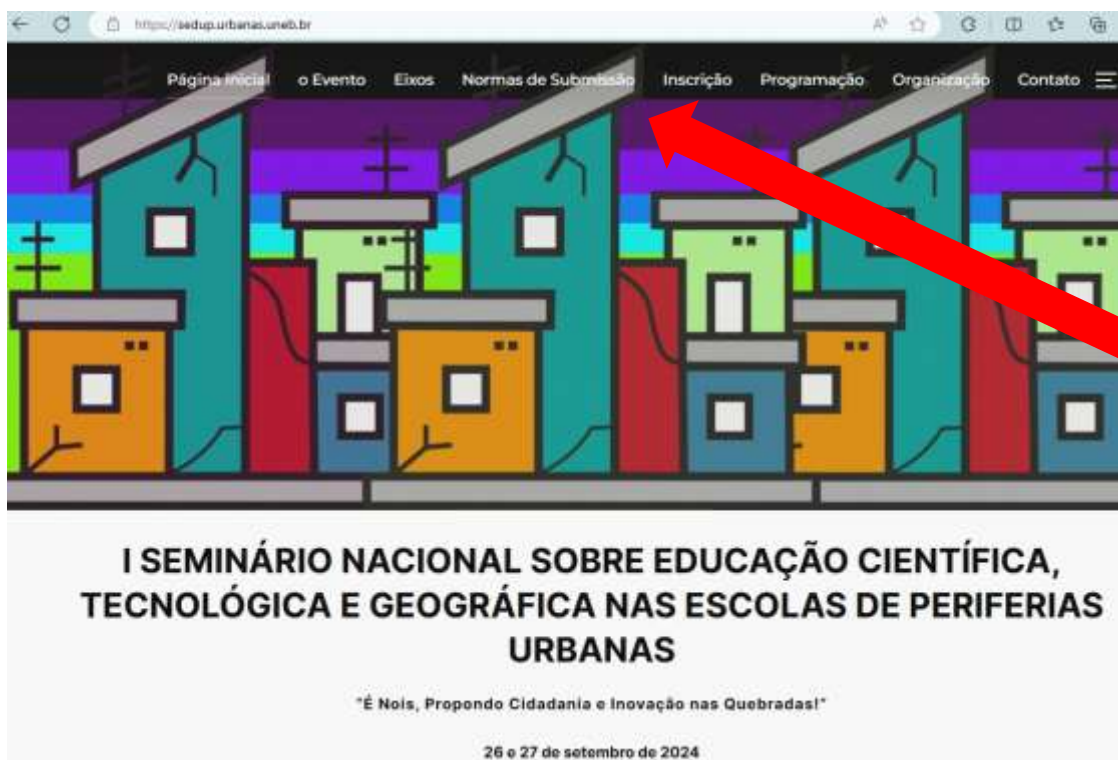 https://sedup.urbanas.uneb.br
Página Inicial o Evento Eixos Normas de Submissão Inscrição Programação Organização Contato
I SEMINÁRIO NACIONAL SOBRE EDUCAÇÃO CIENTÍFICA,
TECNOLÓGICA E GEOGRÁFICA NAS ESCOLAS DE PERIFERIAS
URBANAS
"É Nois, Propondo Cidadania e Inovação nas Quebradas!"
26 e 27 de setembro de 2024